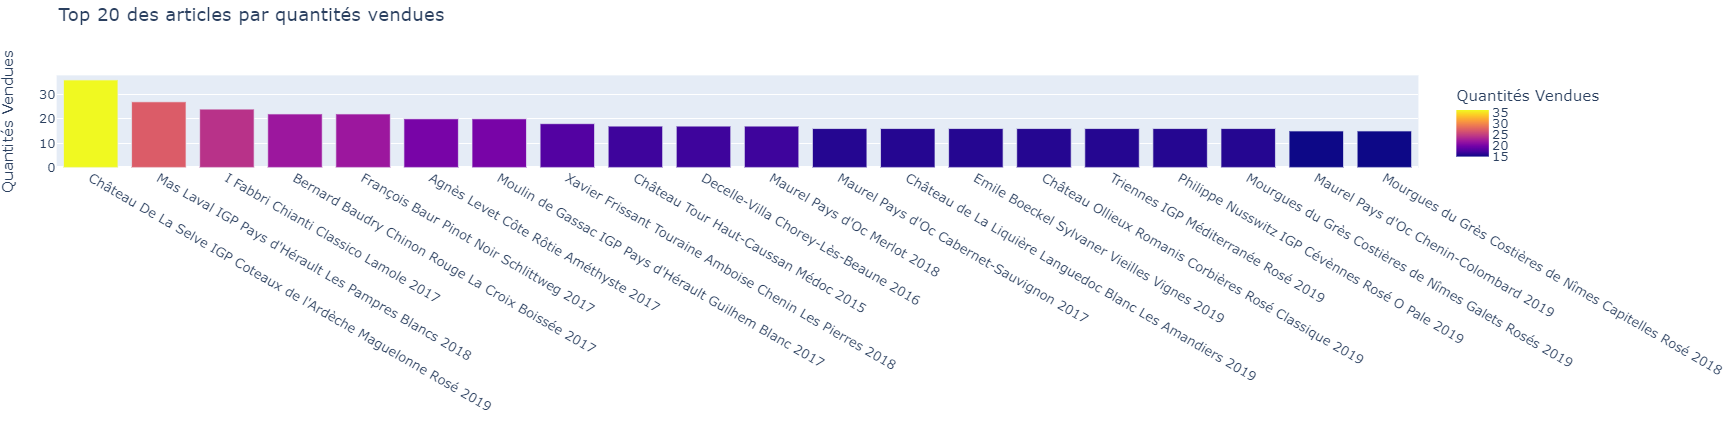 Top 20 des articles par quantités vendues
Quantités Vendues
30
20
10
0
Château De La Selve IGP Coteaux de l'Ardèche Maguelonne Rosé 2019
Mas Laval IGP Pays d'Hérault Les Pampres Blancs 2018
I Fabbri Chianti Classico Lamole 2017
Bernard Baudry Chinon Rouge La Croix Boissée 2017
François Baur Pinot Noir Schlittweg 2017
Agnès Levet Côte Rôtie Améthyste 2017
Moulin de Gassac IGP Pays d'Hérault Guilhem Blanc 2017
Xavier Frissant Touraine Amboise Chenin Les Pierres 2018
Château Tour Haut-Caussan Médoc 2015
Decelle-Villa Chorey-Lès-Beaune 2016
Maurel Pays d'Oc Merlot 2018
Maurel Pays d'Oc Cabernet-Sauvignon 2017
Château de La Liquière Languedoc Blanc Les Amandiers 2019
Emile Boeckel Sylvaner Vieilles Vignes 2019
Château Ollieux Romanis Corbières Rosé Classique 2019
Triennes IGP Méditerranée Rosé 2019
Philippe Nusswitz IGP Cévènnes Rosé O Pale 2019
Mourgues du Grès Costières de Nîmes Galets Rosés 2019
Maurel Pays d'Oc Chenin-Colombard 2019
Mourgues du Grès Costières de Nîmes Capitelles Rosé 2018
Quantités Vendues
35
30
25
20
15